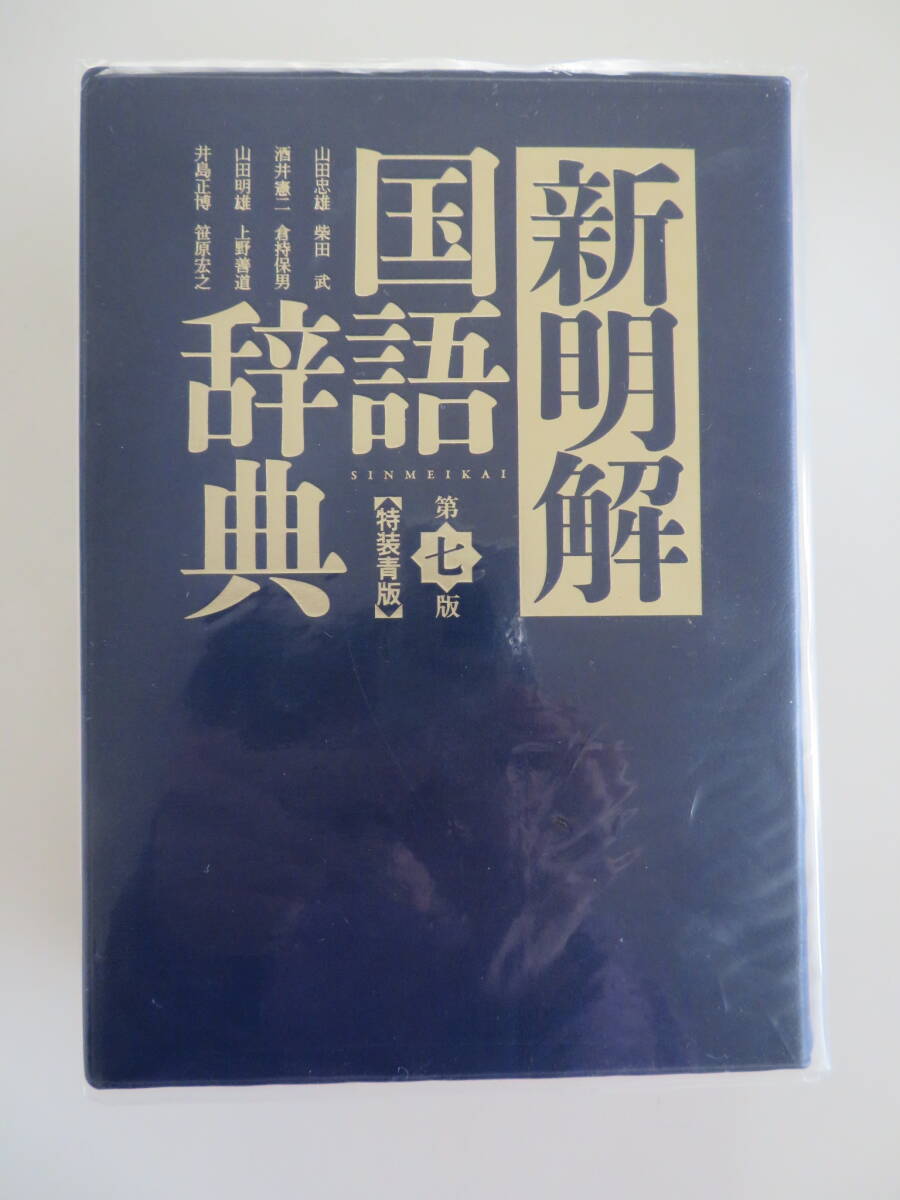 新明解
国語
辞典
SINMEIKAI
第七版
【特装青版】
山田忠雄 柴田 武
酒井憲二 倉持保男
山田明雄 上野善道
井島正博 笹原宏之